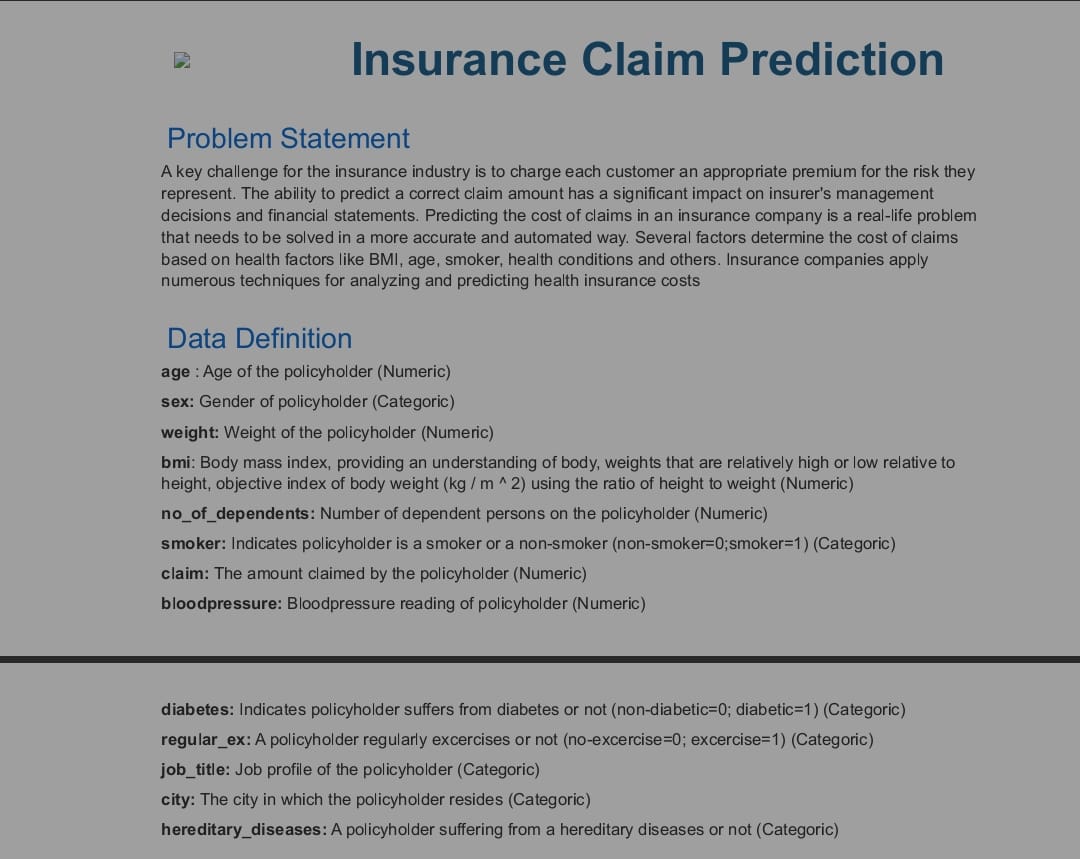 Insurance Claim Prediction
Problem Statement
A key challenge for the insurance industry is to charge each customer an appropriate premium for the risk they
represent. The ability to predict a correct claim amount has a significant impact on insurer's management
decisions and financial statements. Predicting the cost of claims in an insurance company is a real-life problem
that needs to be solved in a more accurate and automated way. Several factors determine the cost of claims
based on health factors like BMI, age, smoker, health conditions and others. Insurance companies apply
numerous techniques for analyzing and predicting health insurance costs
Data Definition
age : Age of the policyholder (Numeric)
sex: Gender of policyholder (Categoric)
weight: Weight of the policyholder (Numeric)
bmi: Body mass index, providing an understanding of body, weights that are relatively high or low relative to
height, objective index of body weight (kg / m ^ 2) using the ratio of height to weight (Numeric)
no_of_dependents: Number of dependent persons on the policyholder (Numeric)
smoker: Indicates policyholder is a smoker or a non-smoker (non-smoker=0;smoker=1) (Categoric)
claim: The amount claimed by the policyholder (Numeric)
bloodpressure: Bloodpressure reading of policyholder (Numeric)
diabetes: Indicates policyholder suffers from diabetes or not (non-diabetic=0; diabetic=1) (Categoric)
regular_ex: A policyholder regularly excercises or not (no-excercise=0; excercise=1) (Categoric)
job_title: Job profile of the policyholder (Categoric)
city: The city in which the policyholder resides (Categoric)
hereditary_diseases: A policyholder suffering from a hereditary diseases or not (Categoric)